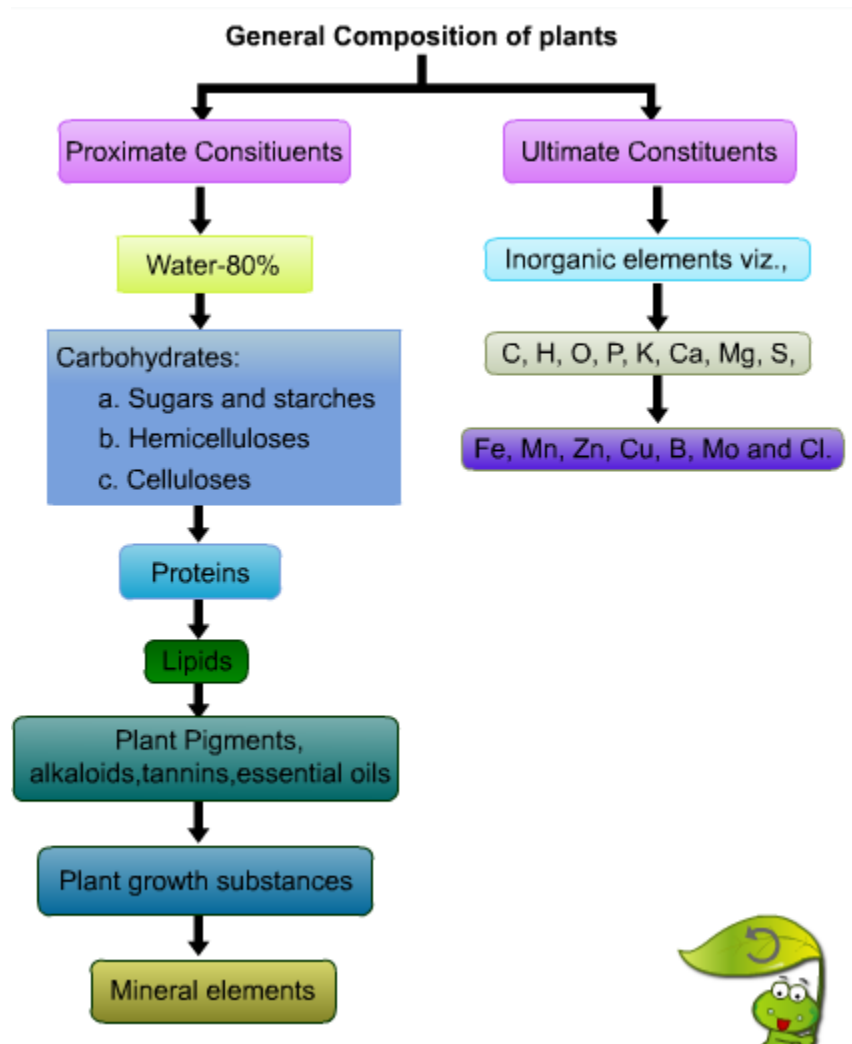 General Composition of plants
Proximate Consitiuents
Water-80%
Carbohydrates:
a. Sugars and starches
b. Hemicelluloses
c. Celluloses
Proteins
Lipids
Plant Pigments,
alkaloids,tannins,essential oils
Plant growth substances
Mineral elements
Ultimate Constituents
Inorganic elements viz.,
C, H, O, P, K, Ca, Mg, S,
Fe, Mn, Zn, Cu, B, Mo and Cl.